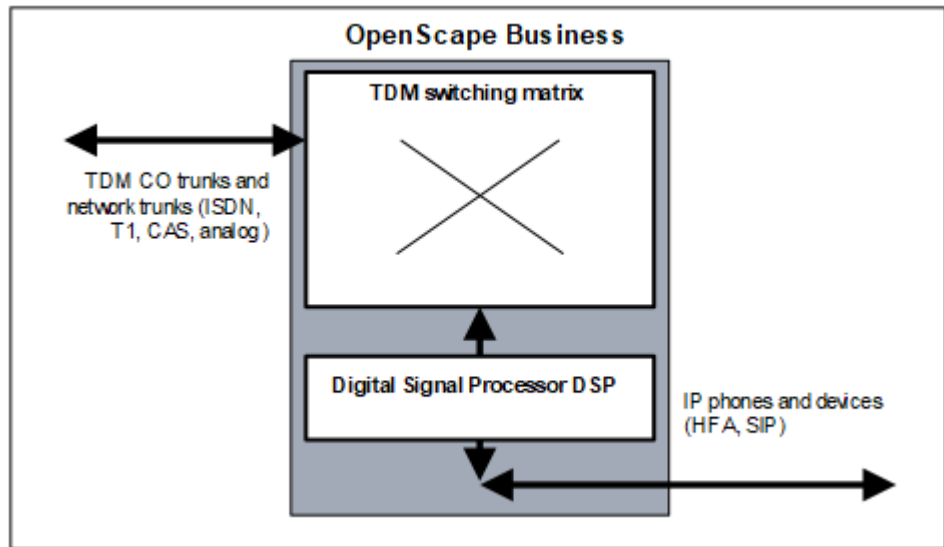 OpenScape Business
TDM switching matrix
TDM CO trunks and
network trunks (ISDN,
T1, CAS, analog)
Digital Signal Processor DSP
IP phones and devices
(HFA, SIP)